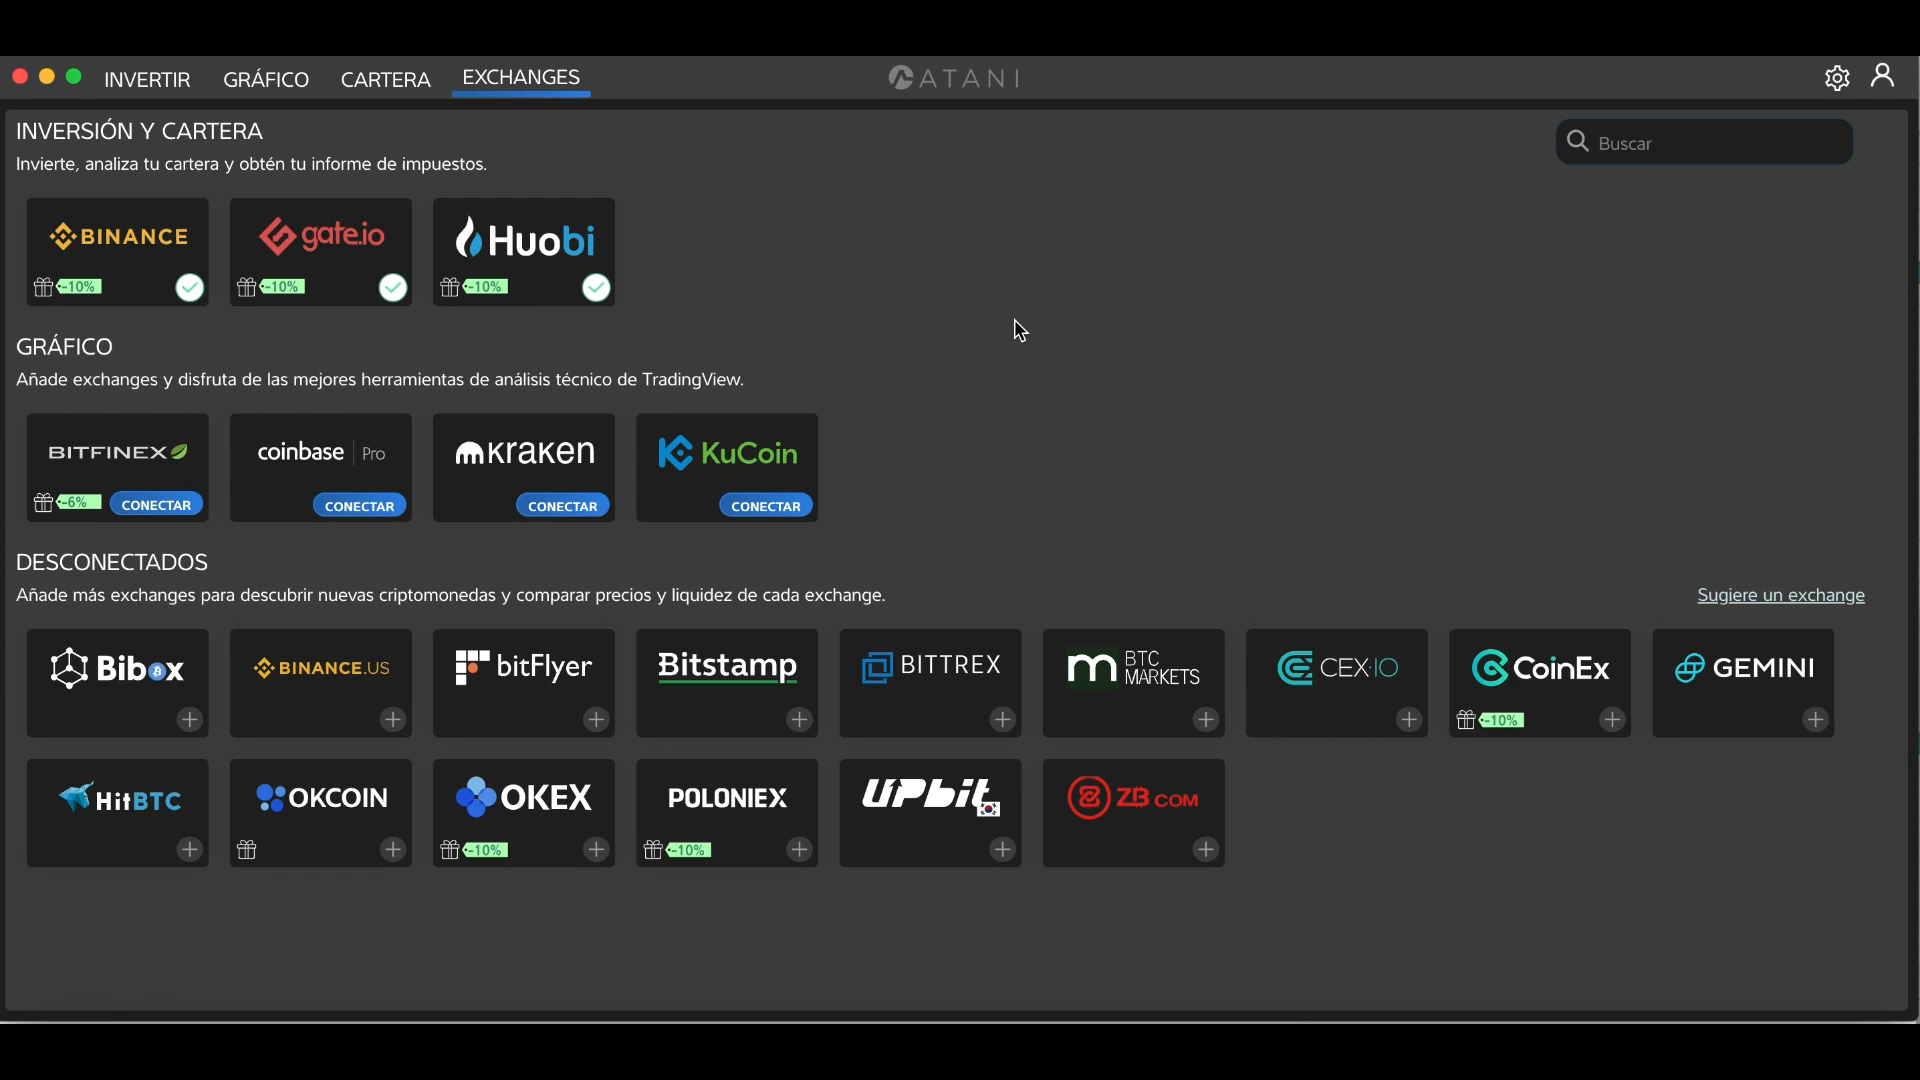 INVERTIR GRÁFICO CARTERA EXCHANGES ATANI
INVERSIÓN Y CARTERA
Buscar
Invierte, analiza tu cartera y obtén tu informe de impuestos.
BINANCE gate.io Huobi
-10% -10% -10%
GRÁFICO
Añade exchanges y disfruta de las mejores herramientas de análisis técnico de TradingView.
BITFINEX coinbase Pro kraken KuCoin
-6% CONECTAR CONECTAR CONECTAR CONECTAR
DESCONECTADOS
Añade más exchanges para descubrir nuevas criptomonedas y comparar precios y liquidez de cada exchange. Sugiere un exchange
Bibox BINANCE.US bitFlyer Bitstamp BITTREX m BTC MARKETS CEX.IO CoinEx GEMINI
-10%
HitBTC OKCOIN OKEX POLONIEX UPbit ZB.COM
-10% -10%